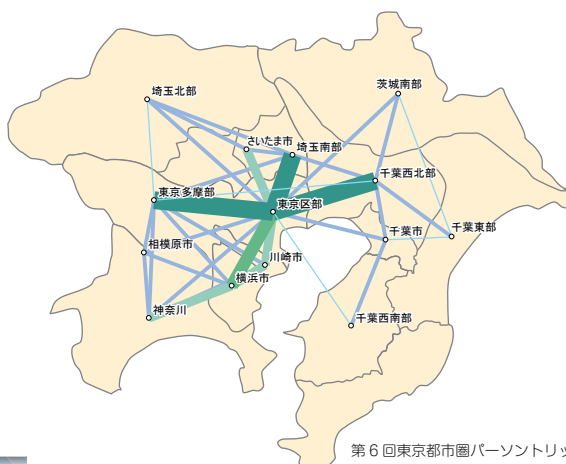 茨城南部
埼玉北部
さいたま市
埼玉南部
千葉西北部
東京多摩部
東京区部
千葉市
千葉東部
相模原市
川崎市
横浜市
神奈川
千葉西南部
第6回東京都市圏パーソントリッ